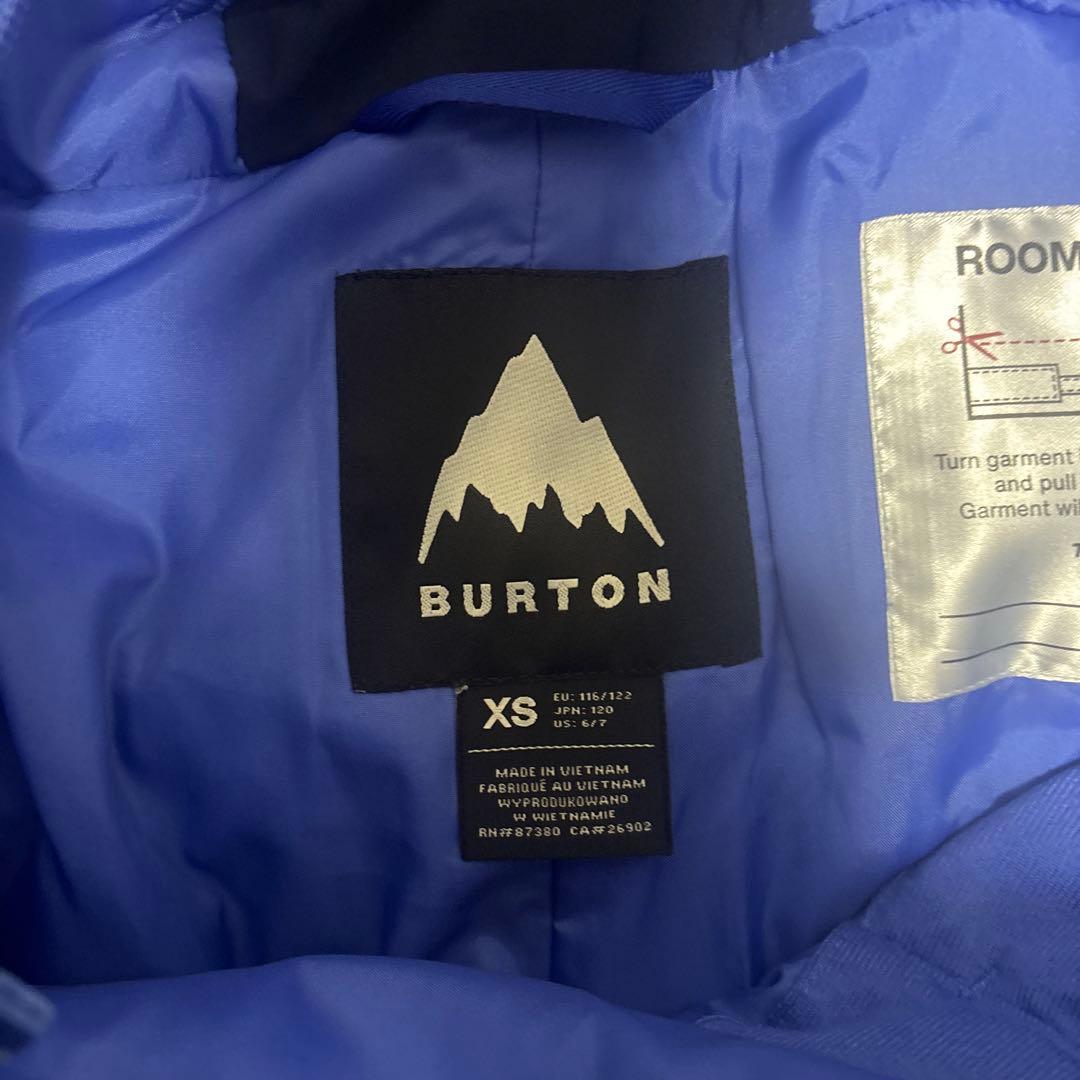 BURTON
XS
EU: 116/122
JPN: 120
US: 6/7
MADE IN VIETNAM
FABRIQUÉ AU VIETNAM
WYPRODUKOWANO
W WIETNAMIE
RN#87380 CA#26902
ROOM
Turn garment
and pull
Garment wil